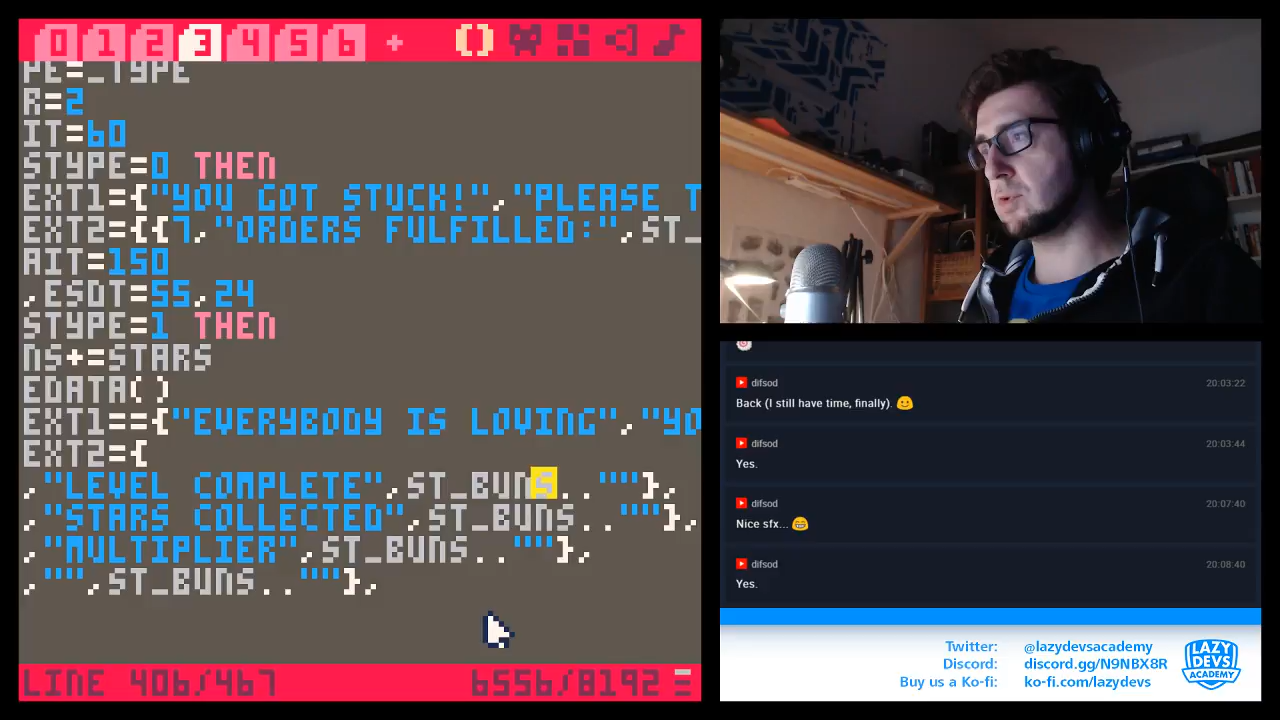 0 1 2 3 4 5 6 +
PE=_TYPE
R=2
IT=60
STYPE=0 THEN
EXT1={"YOU GOT STUCK!","PLEASE T
EXT2={{7,"ORDERS FULFILLED:",ST_
AIT=150
,ESDT=55,24
STYPE=1 THEN
NS+=STARS
EDATA()
EXT1=={"EVERYBODY IS LOVING","YO
EXT2={
,"LEVEL COMPLETE",ST_BUNS..""},
,"STARS COLLECTED",ST_BUNS..""},
,"MULTIPLIER",ST_BUNS..""},
,"",ST_BUNS..""},
LINE 406/467
6556/8192
difsod 20:03:22
Back (I still have time, finally).
difsod 20:03:44
Yes.
difsod 20:07:40
Nice sfx...
difsod 20:08:40
Yes.
Twitter: @lazydevsacademy
Discord: discord.gg/N9NBX8R
Buy us a Ko-fi: ko-fi.com/lazydevs
LAZY
DEVS
ACADEMY